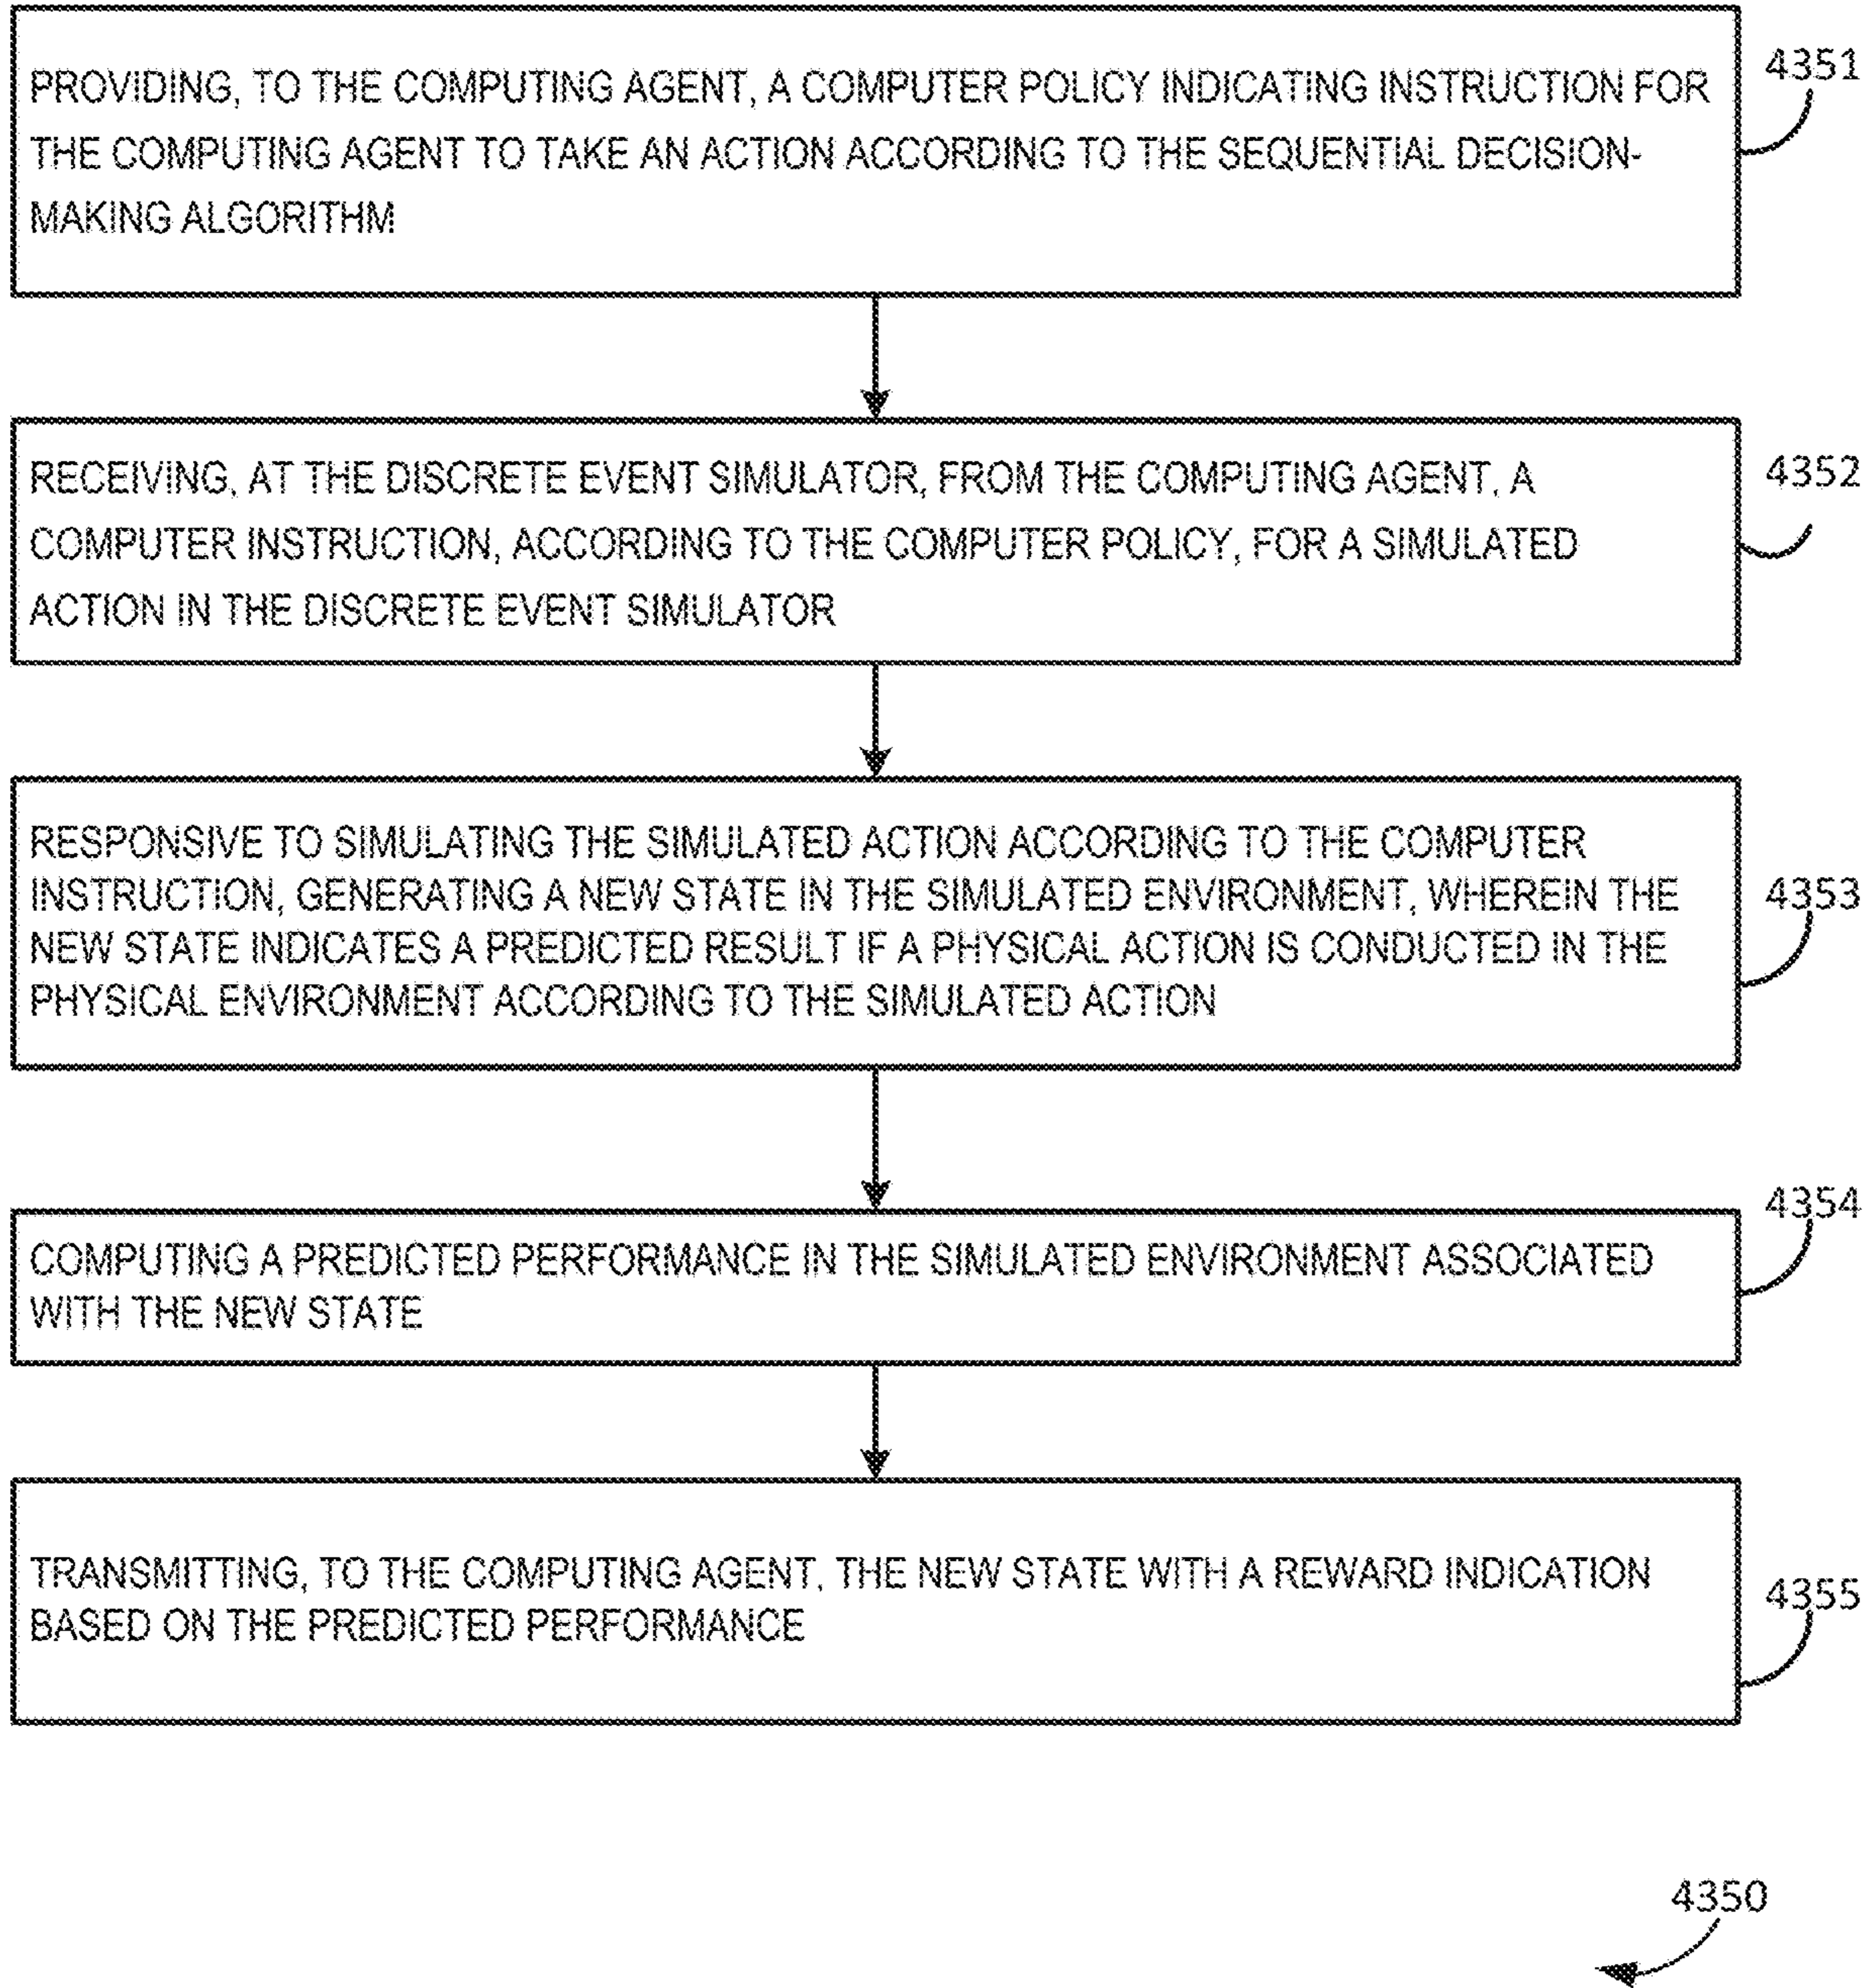 PROVIDING, TO THE COMPUTING AGENT, A COMPUTER POLICY INDICATING INSTRUCTION FOR
THE COMPUTING AGENT TO TAKE AN ACTION ACCORDING TO THE SEQUENTIAL DECISION-
MAKING ALGORITHM
4351
RECEIVING, AT THE DISCRETE EVENT SIMULATOR, FROM THE COMPUTING AGENT, A
COMPUTER INSTRUCTION, ACCORDING TO THE COMPUTER POLICY, FOR A SIMULATED
ACTION IN THE DISCRETE EVENT SIMULATOR
4352
RESPONSIVE TO SIMULATING THE SIMULATED ACTION ACCORDING TO THE COMPUTER
INSTRUCTION, GENERATING A NEW STATE IN THE SIMULATED ENVIRONMENT, WHEREIN THE
NEW STATE INDICATES A PREDICTED RESULT IF A PHYSICAL ACTION IS CONDUCTED IN THE
PHYSICAL ENVIRONMENT ACCORDING TO THE SIMULATED ACTION
4353
COMPUTING A PREDICTED PERFORMANCE IN THE SIMULATED ENVIRONMENT ASSOCIATED
WITH THE NEW STATE
4354
TRANSMITTING, TO THE COMPUTING AGENT, THE NEW STATE WITH A REWARD INDICATION
BASED ON THE PREDICTED PERFORMANCE
4355
4350